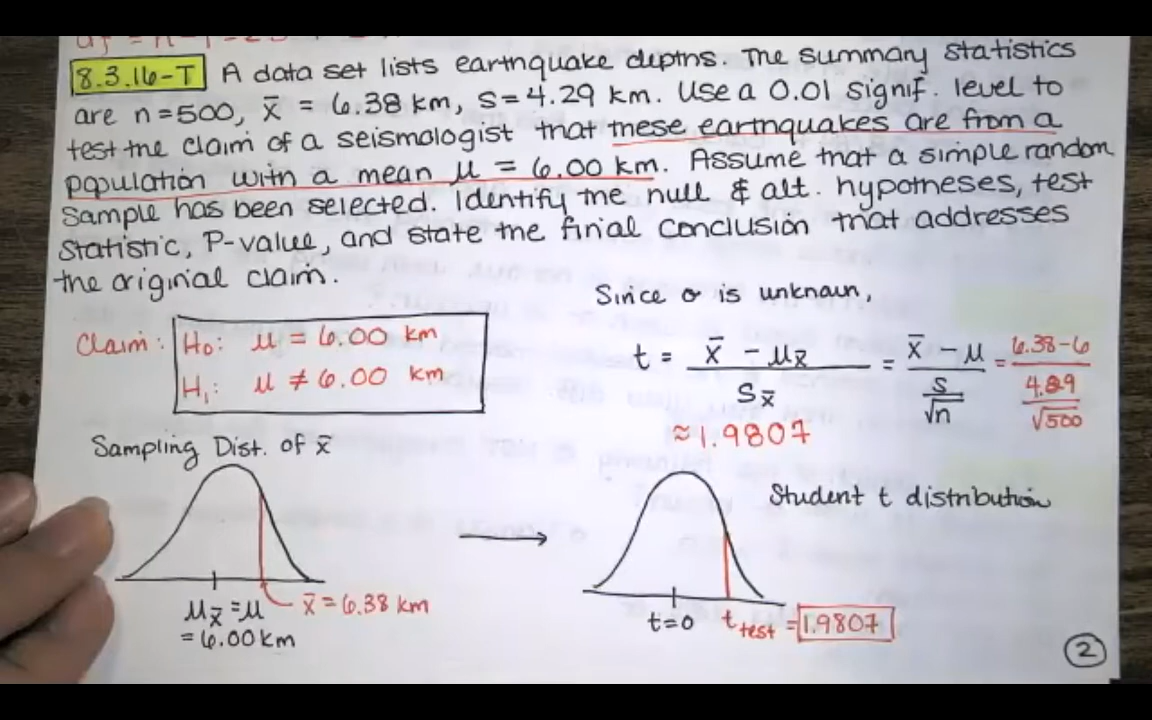 df = n-1 =
8.3.16-T A data set lists earthquake depths. The summary statistics
are n=500, x̄ = 6.38 km, s=4.29 km. Use a 0.01 signif. level to
test the claim of a seismologist that these earthquakes are from a
population with a mean μ = 6.00 km. Assume that a simple random
sample has been selected. Identify the null & alt. hypotheses, test
statistic, P-value, and state the final conclusion that addresses
the original claim.
Since σ is unknown,
Claim: H₀: μ = 6.00 km
H₁: μ ≠ 6.00 km
t = (x̄ - μx̄)/(sx̄) = (x̄ - μ)/(s/√n) = (6.38-6)/(4.29/√500)
≈1.9807
Sampling Dist. of x̄
Student t distribution
μx̄ = μ
= 6.00 km
x̄ = 6.38 km
t=0
t test = 1.9807
2